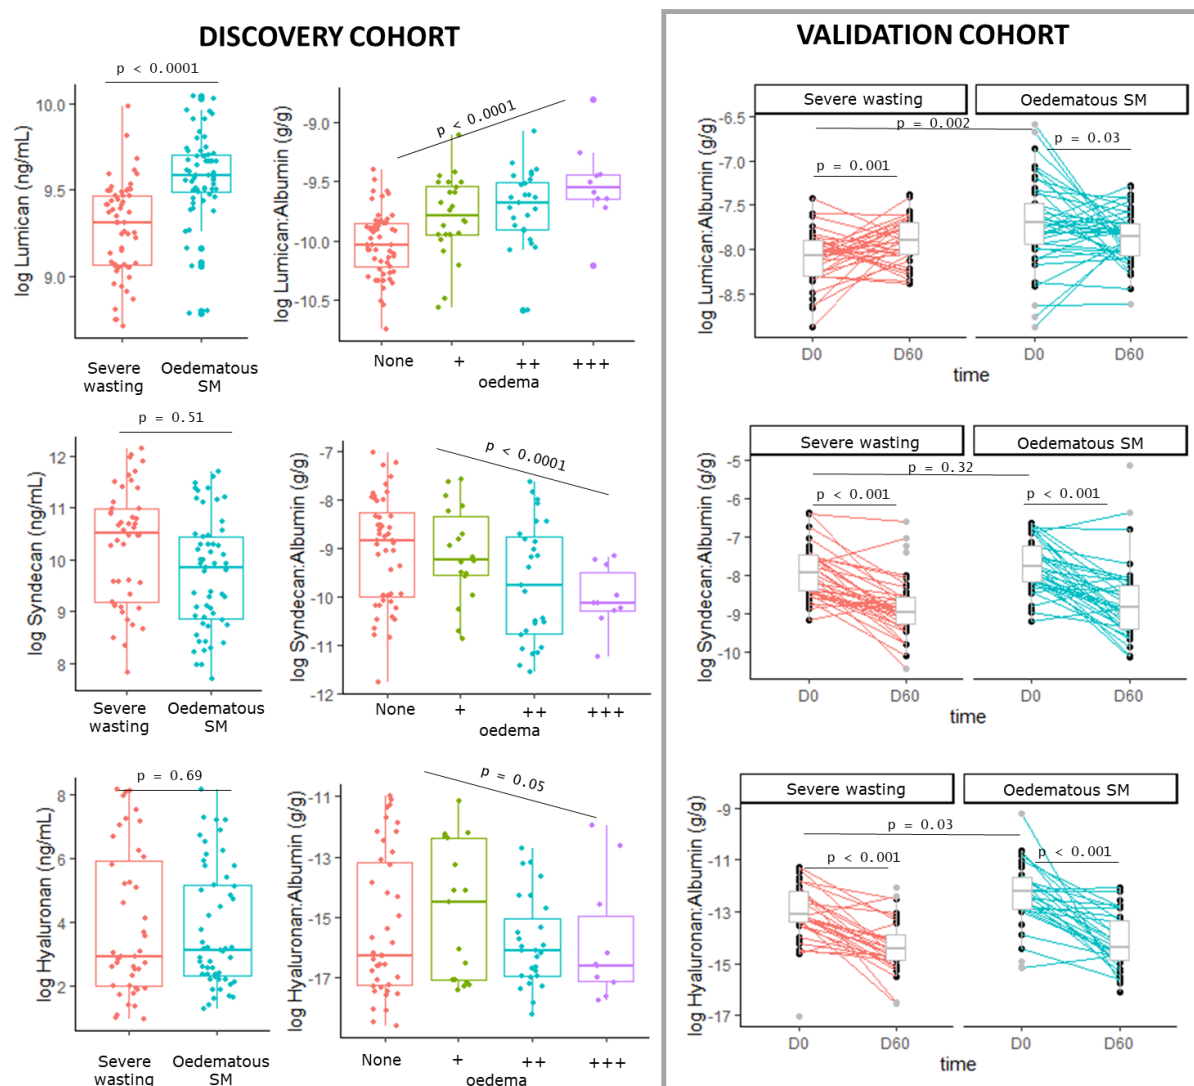 DISCOVERY COHORT
VALIDATION COHORT
p < 0.0001
log Lumican (ng/mL)
10.0
9.5
9.0
Severe wasting
Oedematous SM
p < 0.0001
log Lumican:Albumin (g/g)
-9.0
-9.5
-10.0
-10.5
None
+
++
+++
oedema
Severe wasting
Oedematous SM
p = 0.002
p = 0.001
p = 0.03
log Lumican:Albumin (g/g)
-6.5
-7.0
-7.5
-8.0
-8.5
D0
D60
D0
D60
time
p = 0.51
log Syndecan (ng/mL)
12
11
10
9
8
Severe wasting
Oedematous SM
p < 0.0001
log Syndecan:Albumin (g/g)
-7
-8
-9
-10
-11
-12
None
+
++
+++
oedema
Severe wasting
Oedematous SM
p = 0.32
p < 0.001
p < 0.001
log Syndecan:Albumin (g/g)
-5
-6
-7
-8
-9
-10
D0
D60
D0
D60
time
p = 0.69
log Hyaluronan (ng/mL)
8
6
4
2
Severe wasting
Oedematous SM
p = 0.05
log Hyaluronan:Albumin (g/g)
-11
-13
-15
-17
None
+
++
+++
oedema
Severe wasting
Oedematous SM
p = 0.03
p < 0.001
p < 0.001
log Hyaluronan:Albumin (g/g)
-9
-11
-13
-15
-17
D0
D60
D0
D60
time